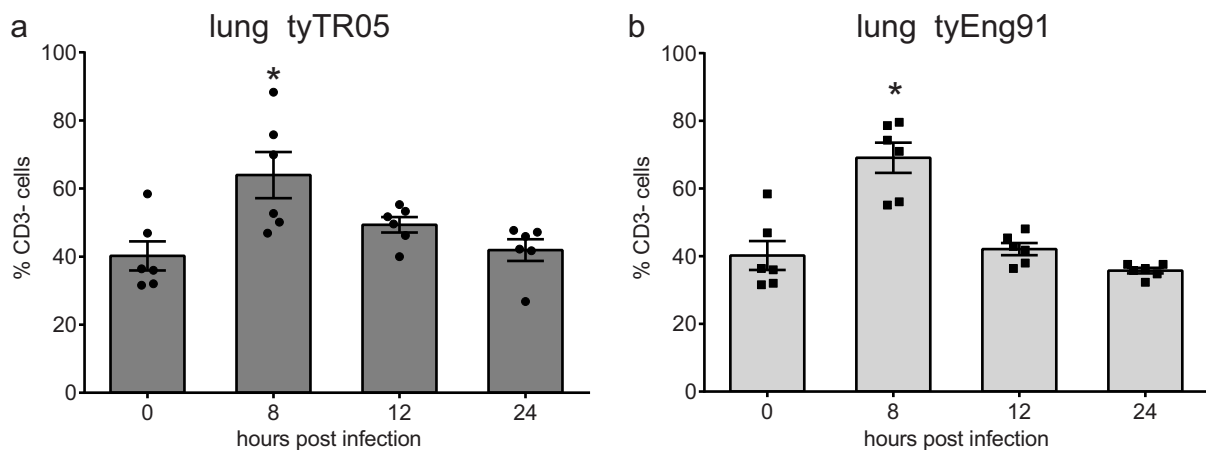 a lung tyTR05
100
80
60
40
20
0
% CD3- cells
*
0 8 12 24
hours post infection
b lung tyEng91
100
80
60
40
20
0
% CD3- cells
*
0 8 12 24
hours post infection